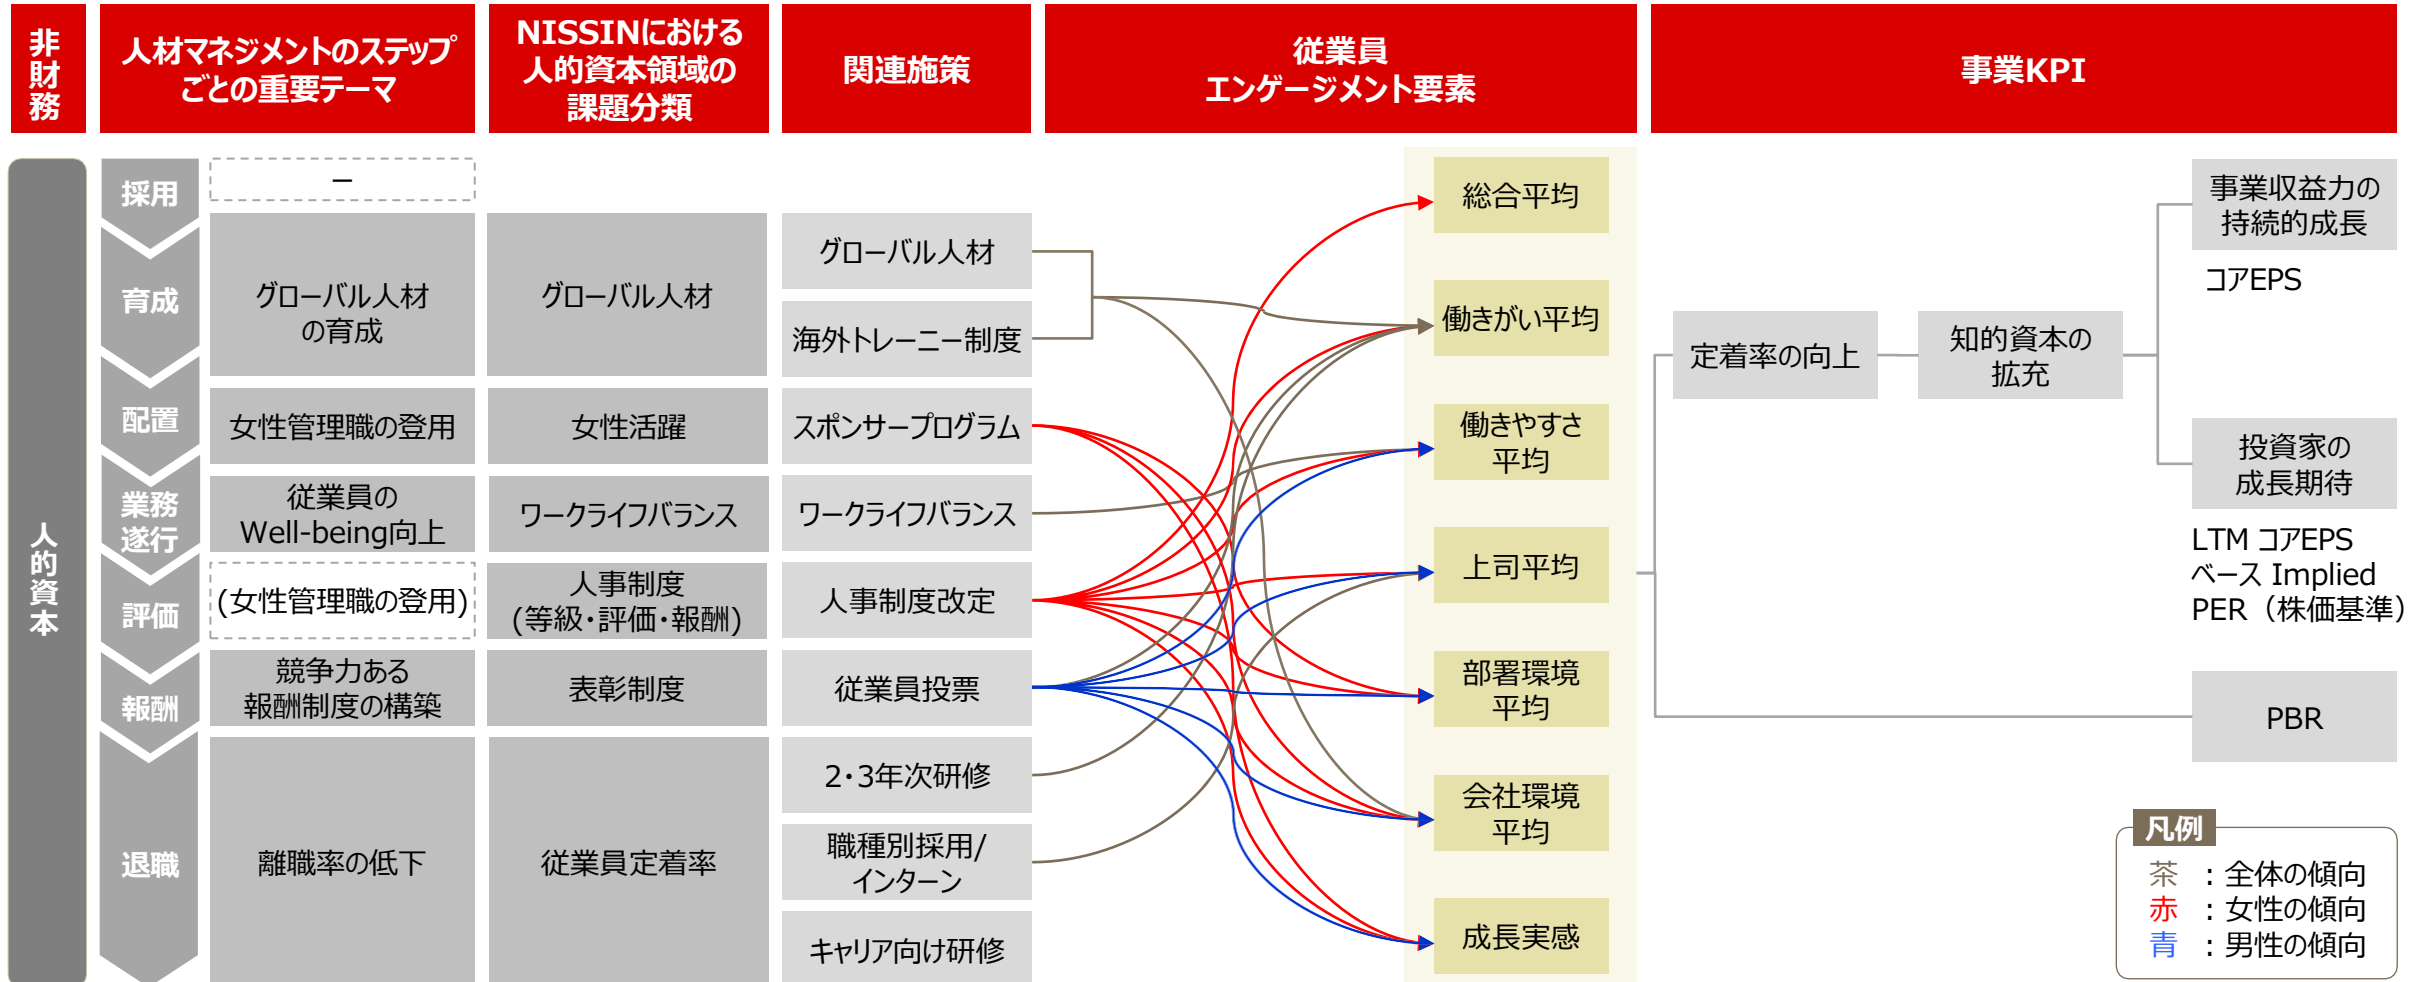 非財務
人材マネジメントのステップ
ごとの重要テーマ
NISSINにおける
人的資本領域の
課題分類
関連施策
従業員
エンゲージメント要素
事業KPI
人的資本
採用
育成
配置
業務
遂行
評価
報酬
退職
－
グローバル人材
の育成
女性管理職の登用
従業員の
Well-being向上
(女性管理職の登用)
競争力ある
報酬制度の構築
離職率の低下
グローバル人材
女性活躍
ワークライフバランス
人事制度
(等級・評価・報酬)
表彰制度
従業員定着率
グローバル人材
海外トレーニー制度
スポンサープログラム
ワークライフバランス
人事制度改定
従業員投票
2・3年次研修
職種別採用/
インターン
キャリア向け研修
総合平均
働きがい平均
働きやすさ
平均
上司平均
部署環境
平均
会社環境
平均
成長実感
定着率の向上
知的資本の
拡充
事業収益力の
持続的成長
コアEPS
投資家の
成長期待
LTM コアEPS
ベース Implied
PER（株価基準）
PBR
凡例
茶 ：全体の傾向
赤 ：女性の傾向
青 ：男性の傾向